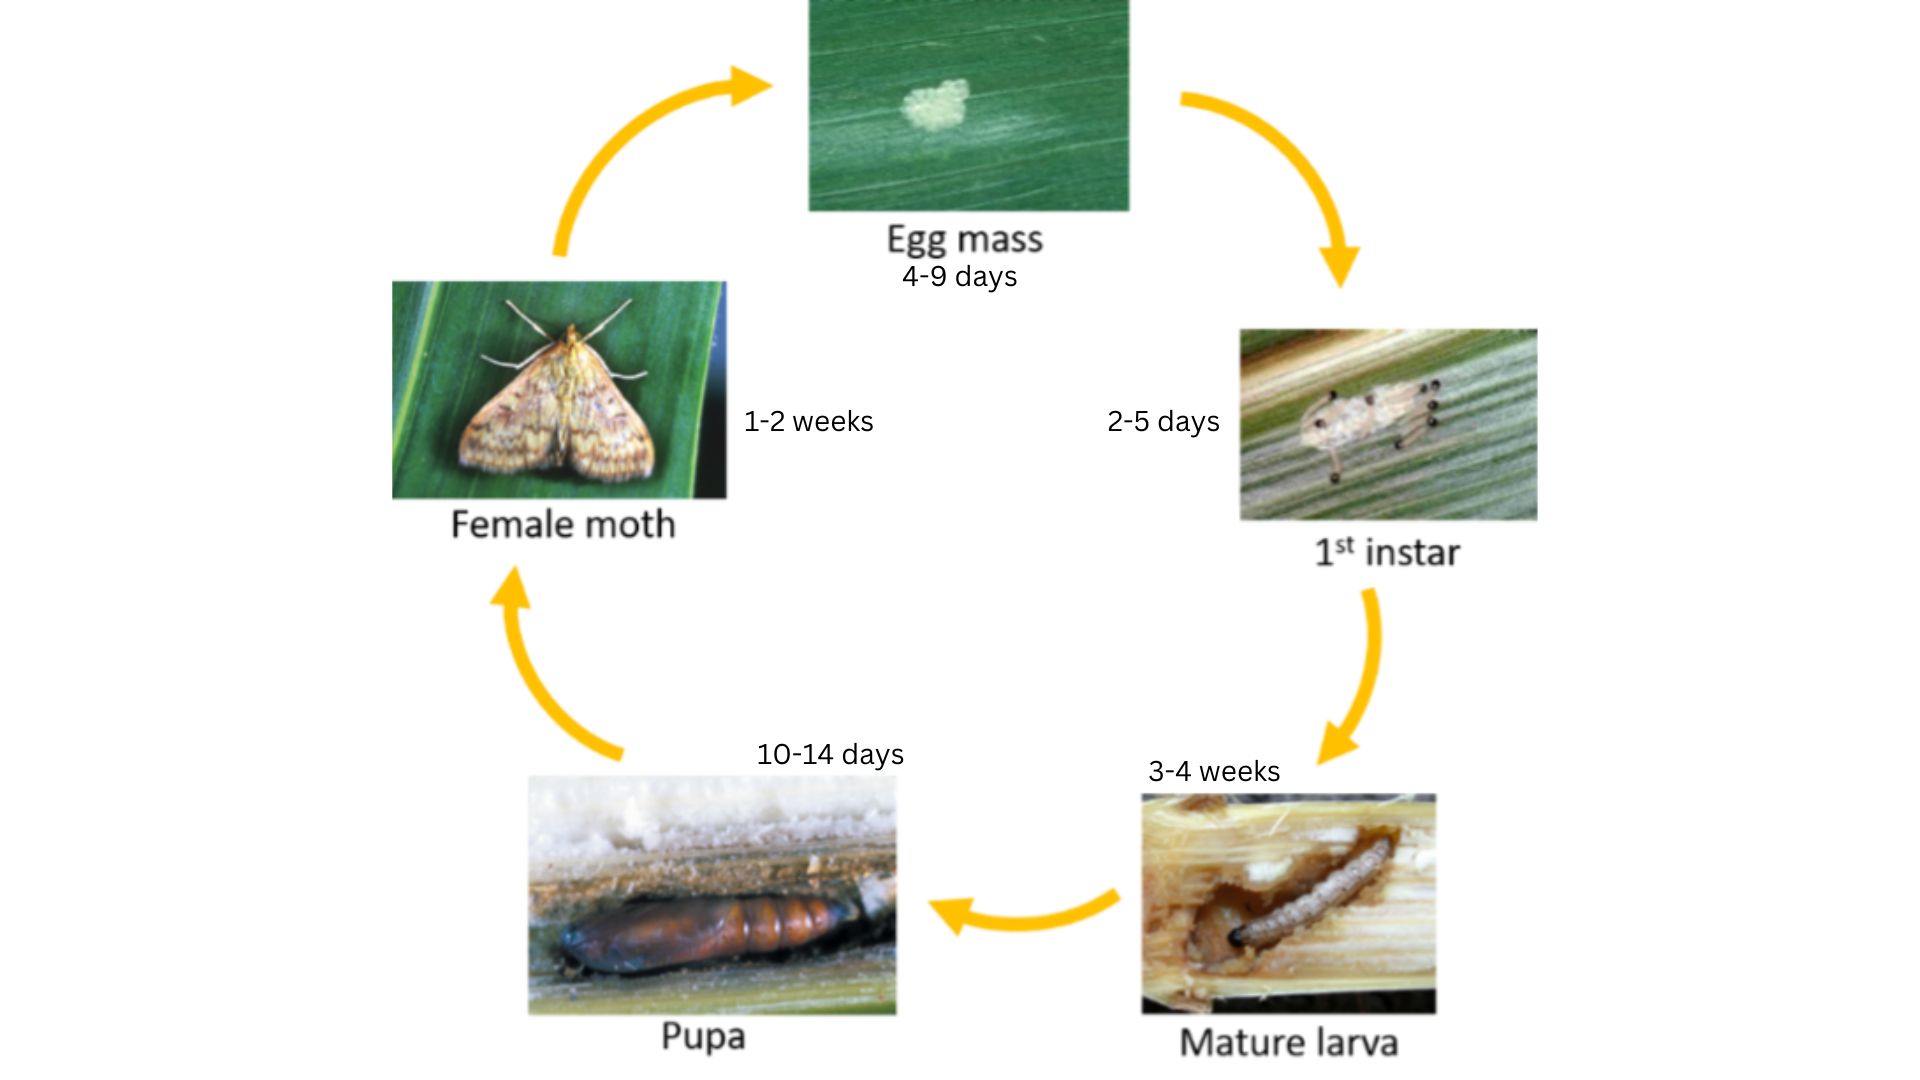 Egg mass
4-9 days
1-2 weeks
2-5 days
Female moth
1st instar
10-14 days
3-4 weeks
Pupa
Mature larva